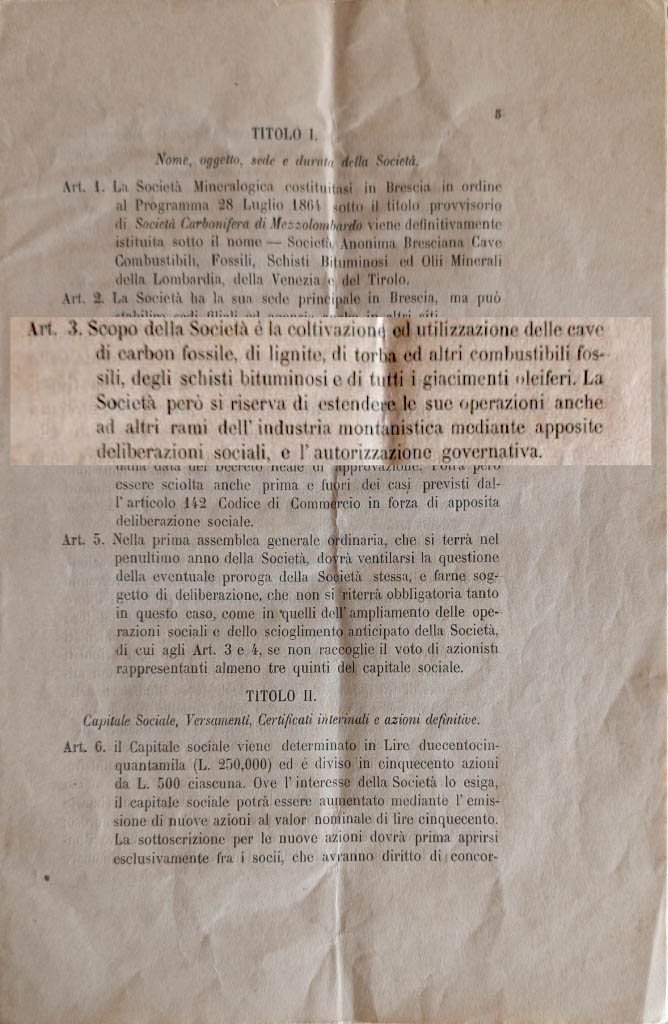 5
TITOLO I.
Nome, oggetto, sede e durata della Società.
Art. 1. La Società Mineralogica costituitasi in Brescia in ordine
al Programma 28 Luglio 1864 sotto il titolo provvisorio
di Società Carbonifera di Mezzolombardo viene definitivamente
istituita sotto il nome — Società Anonima Bresciana Cave
Combustibili, Fossili, Schisti Bituminosi ed Olii Minerali
della Lombardia, della Venezia e del Tirolo.
Art. 2. La Società ha la sua sede principale in Brescia, ma può
Art. 3. Scopo della Società é la coltivazione ed utilizzazione delle cave
di carbon fossile, di lignite, di torba ed altri combustibili fos-
sili, degli schisti bituminosi e di tutti i giacimenti oleiferi. La
Società però si riserva di estendere le sue operazioni anche
ad altri rami dell' industria montanistica mediante apposite
deliberazioni sociali, e l' autorizzazione governativa.
dalla data del Decreto Reale di approvazione. Potrà però
essere sciolta anche prima e fuori dei casi previsti dal-
l' articolo 142 Codice di Commercio in forza di apposita
deliberazione sociale.
Art. 5. Nella prima assemblea generale ordinaria, che si terrà nel
penultimo anno della Società, dovrà ventilarsi la questione
della eventuale proroga della Società stessa, e farne sog-
getto di deliberazione, che non si riterrà obbligatoria tanto
in questo caso, come in quelli dell' ampliamento delle ope-
razioni sociali e dello scioglimento anticipato della Società,
di cui agli Art. 3 e 4, se non raccoglie il voto di azionisti
rappresentanti almeno tre quinti del capitale sociale.
TITOLO II.
Capitale Sociale, Versamenti, Certificati interinali e azioni definitive.
Art. 6. il Capitale sociale viene determinato in Lire duecentocin-
quantamila (L. 250,000) ed é diviso in cinquecento azioni
da L. 500 ciascuna. Ove l' interesse della Società lo esiga,
il capitale sociale potrà essere aumentato mediante l' emis-
sione di nuove azioni al valor nominale di lire cinquecento.
La sottoscrizione per le nuove azioni dovrà prima aprirsi
esclusivamente fra i socii, che avranno diritto di concor-